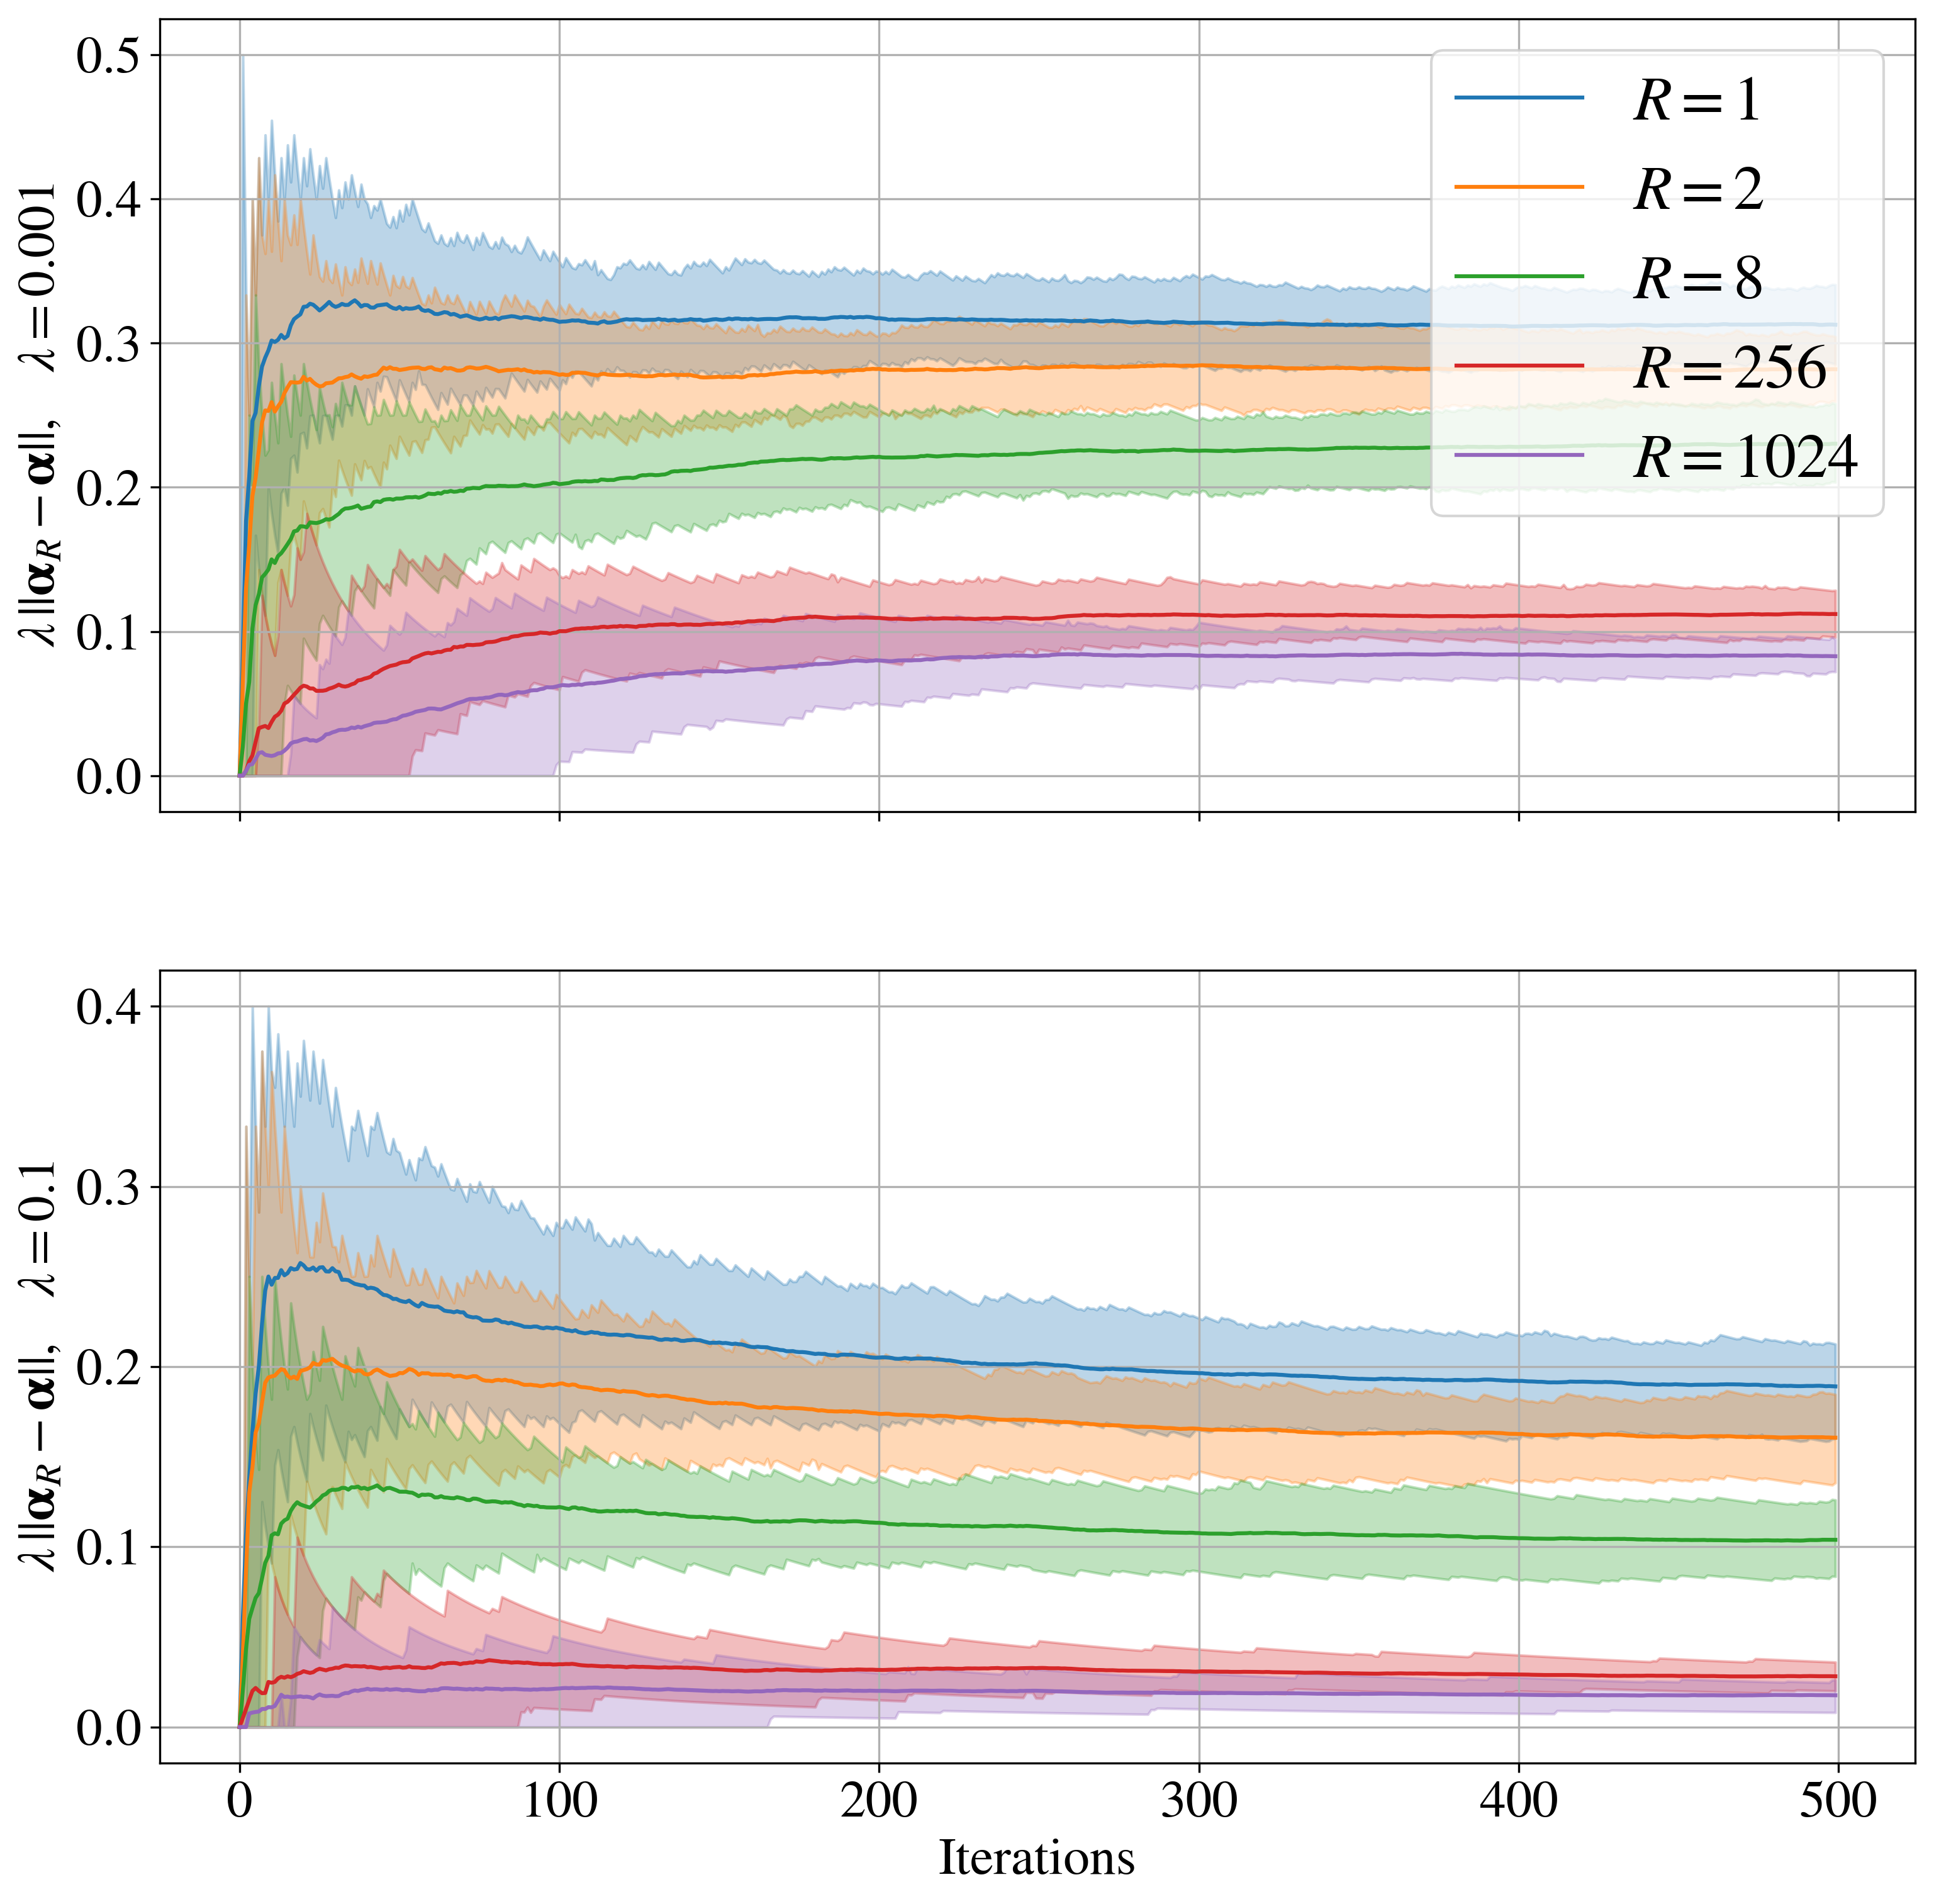 0.5
0.4
0.3
0.2
0.1
0.0
λ||α_R − α||, λ = 0.001
R = 1
R = 2
R = 8
R = 256
R = 1024
0.4
0.3
0.2
0.1
0.0
λ||α_R − α||, λ = 0.1
0 100 200 300 400 500
Iterations